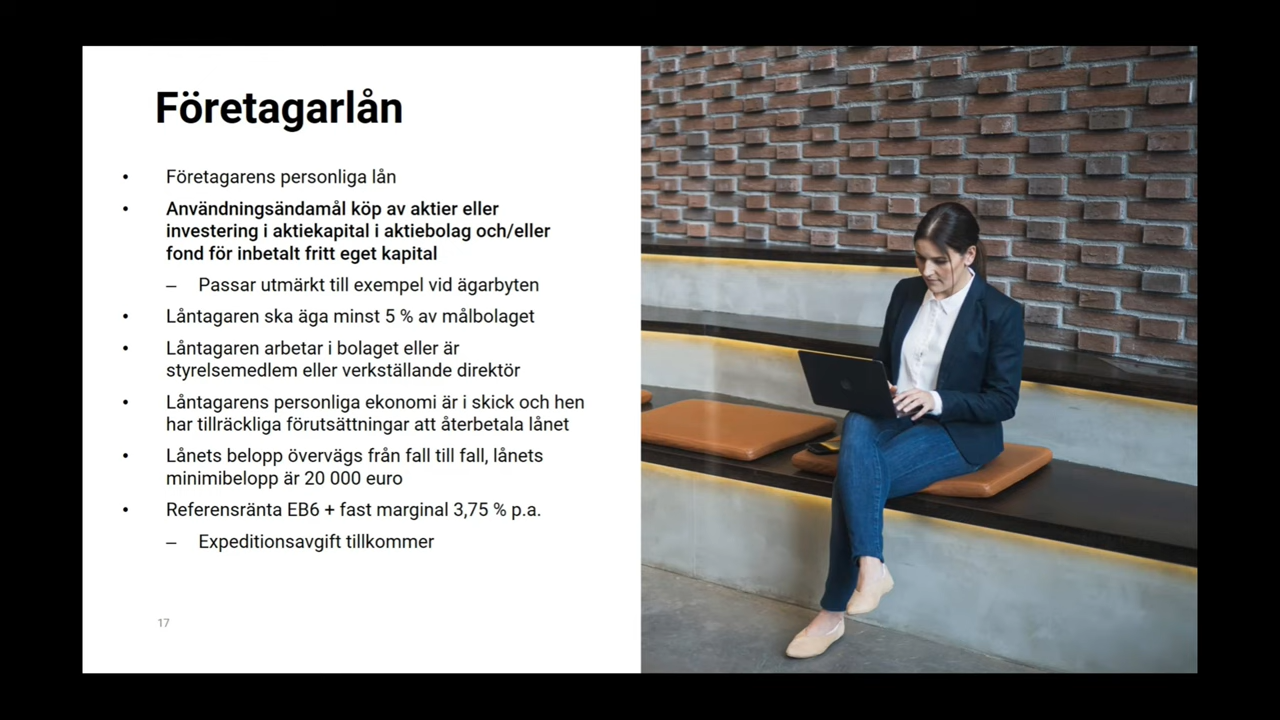 Företagarlån
• Företagarens personliga lån
• Användningsändamål köp av aktier eller
investering i aktiekapital i aktiebolag och/eller
fond för inbetalt fritt eget kapital
– Passar utmärkt till exempel vid ägarbyten
• Låntagaren ska äga minst 5 % av målbolaget
• Låntagaren arbetar i bolaget eller är
styrelsemedlem eller verkställande direktör
• Låntagarens personliga ekonomi är i skick och hen
har tillräckliga förutsättningar att återbetala lånet
• Lånets belopp övervägs från fall till fall, lånets
minimibelopp är 20 000 euro
• Referensränta EB6 + fast marginal 3,75 % p.a.
– Expeditionsavgift tillkommer
17